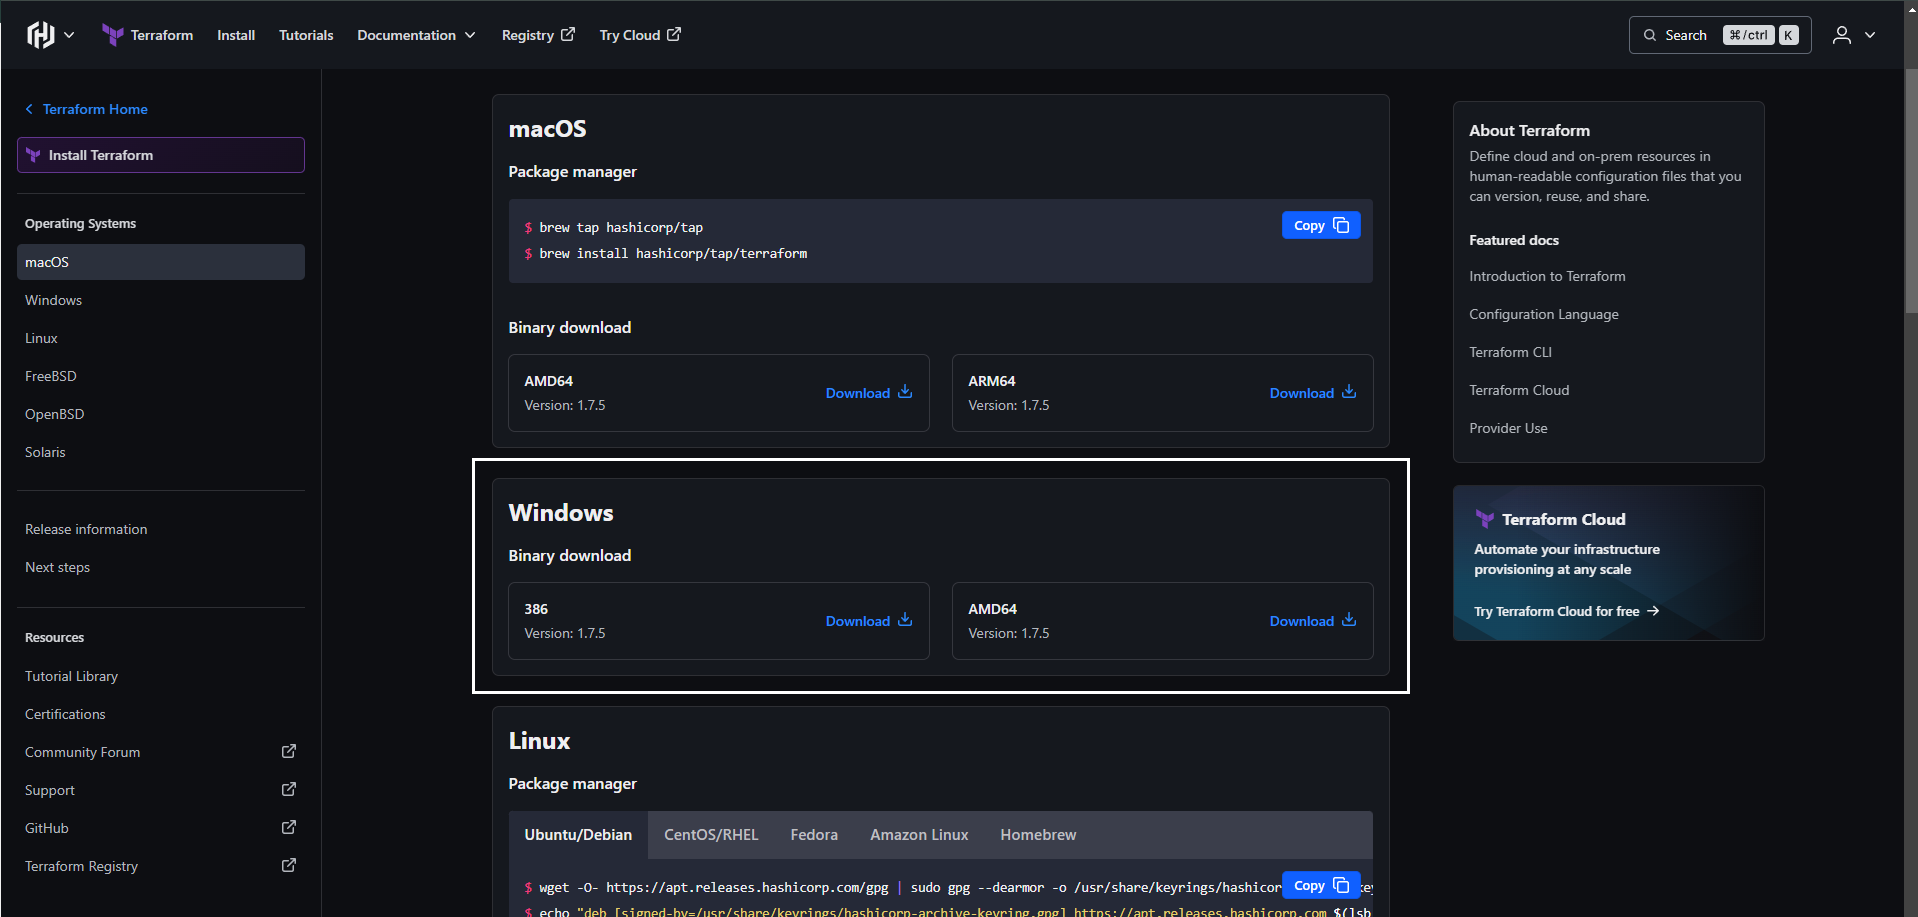 Terraform
Install
Tutorials
Documentation
Registry
Try Cloud
Search
⌘/ctrl
K
Terraform Home
Install Terraform
Operating Systems
macOS
Windows
Linux
FreeBSD
OpenBSD
Solaris
Release information
Next steps
Resources
Tutorial Library
Certifications
Community Forum
Support
GitHub
Terraform Registry
macOS
Package manager
$ brew tap hashicorp/tap
$ brew install hashicorp/tap/terraform
Copy
Binary download
AMD64
Version: 1.7.5
Download
ARM64
Version: 1.7.5
Download
Windows
Binary download
386
Version: 1.7.5
Download
AMD64
Version: 1.7.5
Download
Linux
Package manager
Ubuntu/Debian
CentOS/RHEL
Fedora
Amazon Linux
Homebrew
$ wget -O- https://apt.releases.hashicorp.com/gpg | sudo gpg --dearmor -o /usr/share/keyrings/hashicor
Copy
$ echo "deb [signed-by=/usr/share/keyrings/hashicorp-archive-keyring.gpg] https://apt.releases.hashicorp.com $(lsb
About Terraform
Define cloud and on-prem resources in
human-readable configuration files that you
can version, reuse, and share.
Featured docs
Introduction to Terraform
Configuration Language
Terraform CLI
Terraform Cloud
Provider Use
Terraform Cloud
Automate your infrastructure
provisioning at any scale
Try Terraform Cloud for free →